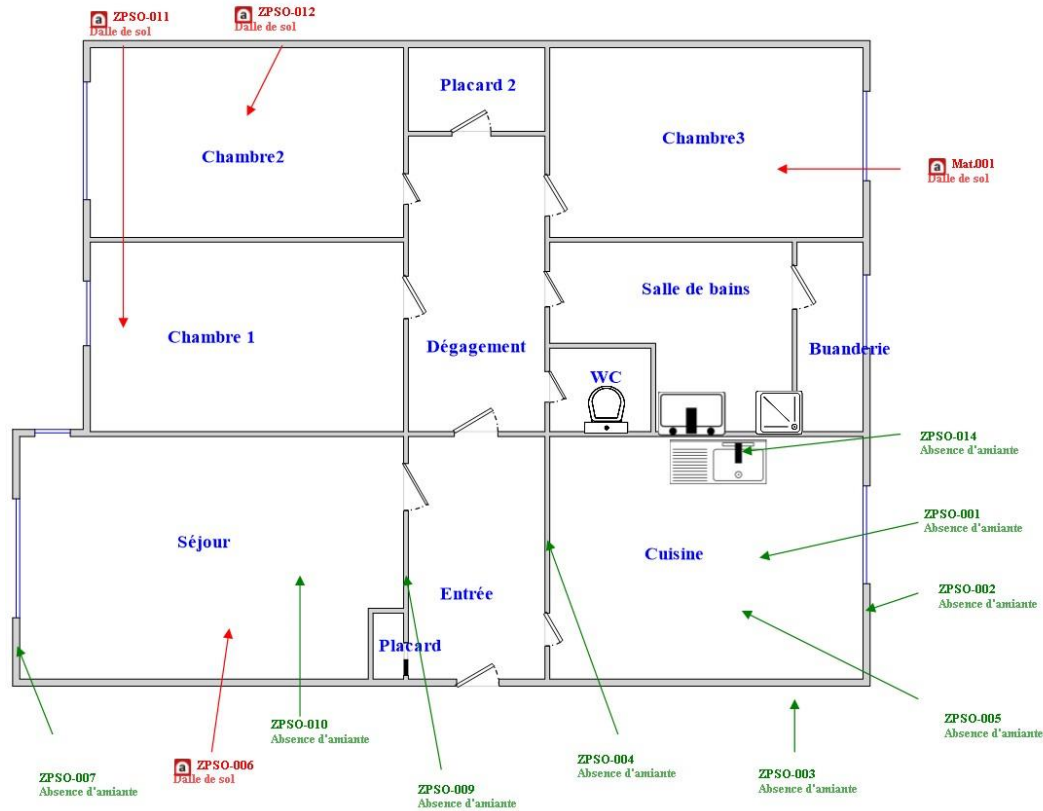 a ZPSO-011
Dalle de sol
a ZPSO-012
Dalle de sol
Placard 2
Chambre2
Chambre3
a Mat.001
Dalle de sol
Salle de bains
Chambre 1
Dégagement
Buanderie
WC
ZPSO-014
Absence d'amiante
ZPSO-001
Absence d'amiante
Séjour
Cuisine
Entrée
ZPSO-002
Absence d'amiante
Placard
ZPSO-010
Absence d'amiante
ZPSO-005
Absence d'amiante
ZPSO-007
Absence d'amiante
a ZPSO-006
Dalle de sol
ZPSO-009
Absence d'amiante
ZPSO-004
Absence d'amiante
ZPSO-003
Absence d'amiante